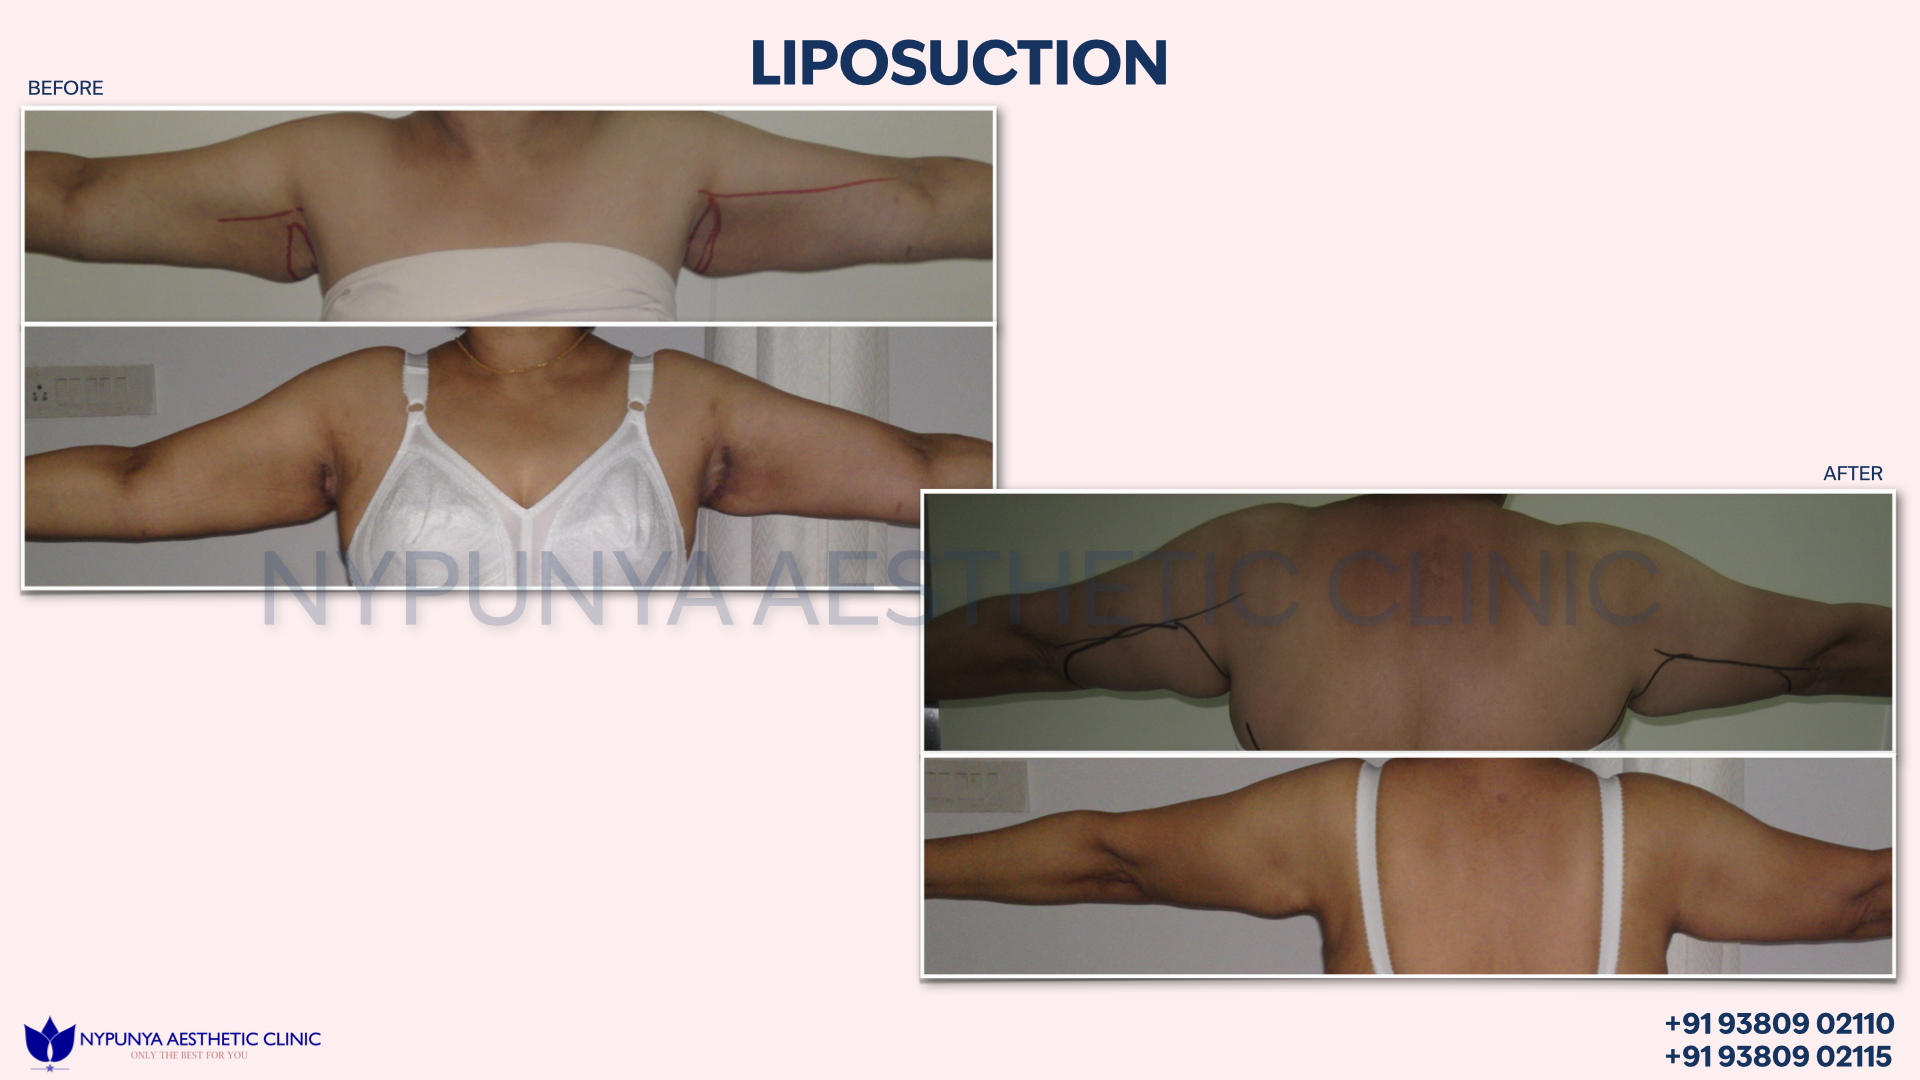 LIPOSUCTION
BEFORE
AFTER
NYPUNYA AESTHETIC CLINIC
NYPUNYA AESTHETIC CLINIC
ONLY THE BEST FOR YOU
+91 93809 02110
+91 93809 02115